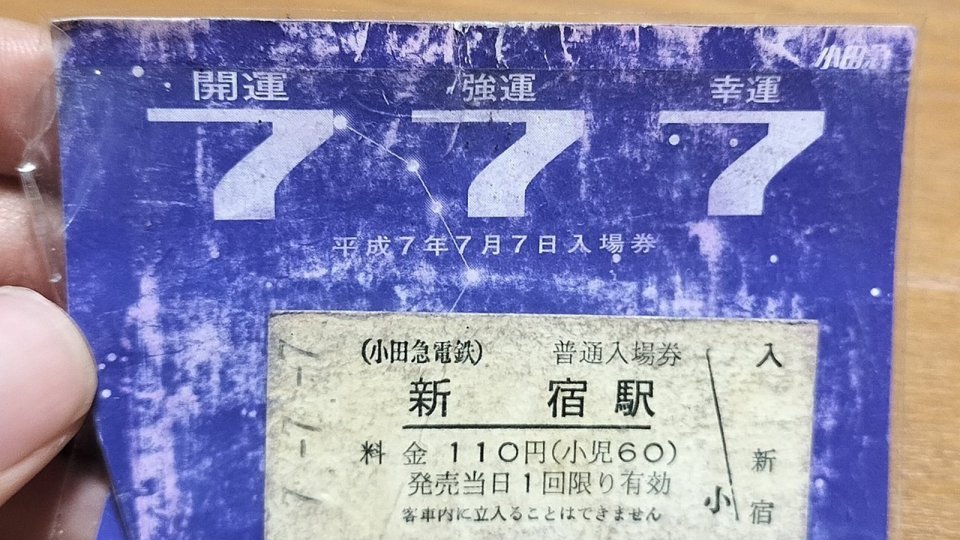 小田急
開運 強運 幸運
7 7 7
平成7年7月7日入場券
7-7-7
(小田急電鉄) 普通入場券
新宿駅
料金 110円(小児60)
発売当日1回限り有効
客車内に立入ることはできません
入
新宿
小